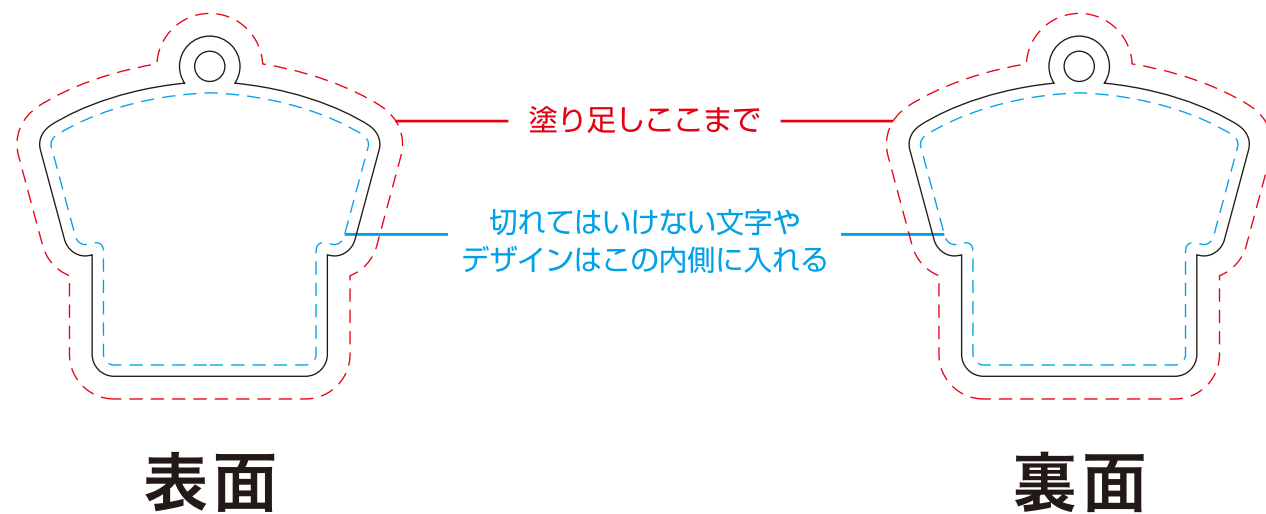 塗り足しここまで
切れてはいけない文字や
デザインはこの内側に入れる
表面
裏面